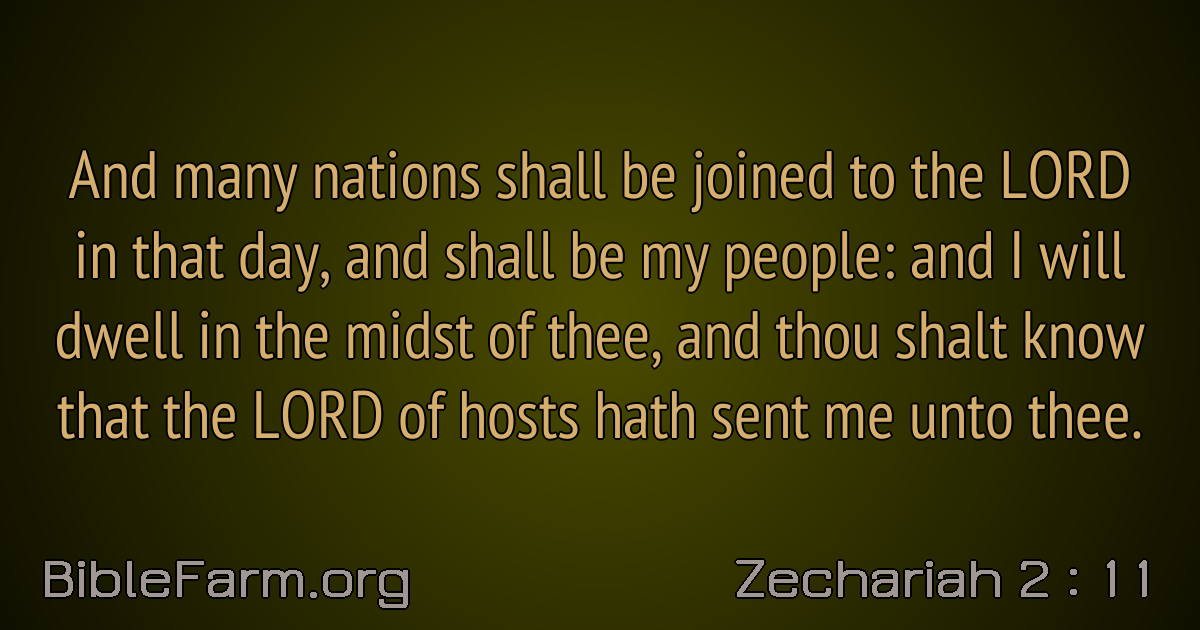 And many nations shall be joined to the LORD
in that day, and shall be my people: and I will
dwell in the midst of thee, and thou shalt know
that the LORD of hosts hath sent me unto thee.
BibleFarm.org
Zechariah 2 : 11